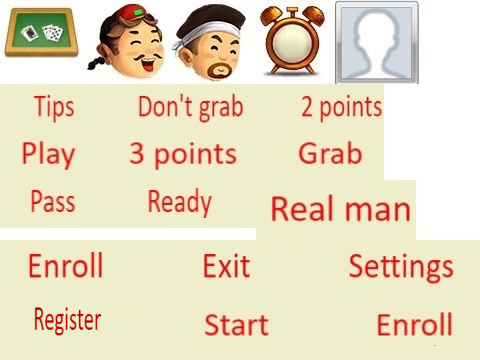 Tips Don't grab 2 points
Play 3 points Grab
Pass Ready Real man
Enroll Exit Settings
Register Start Enroll